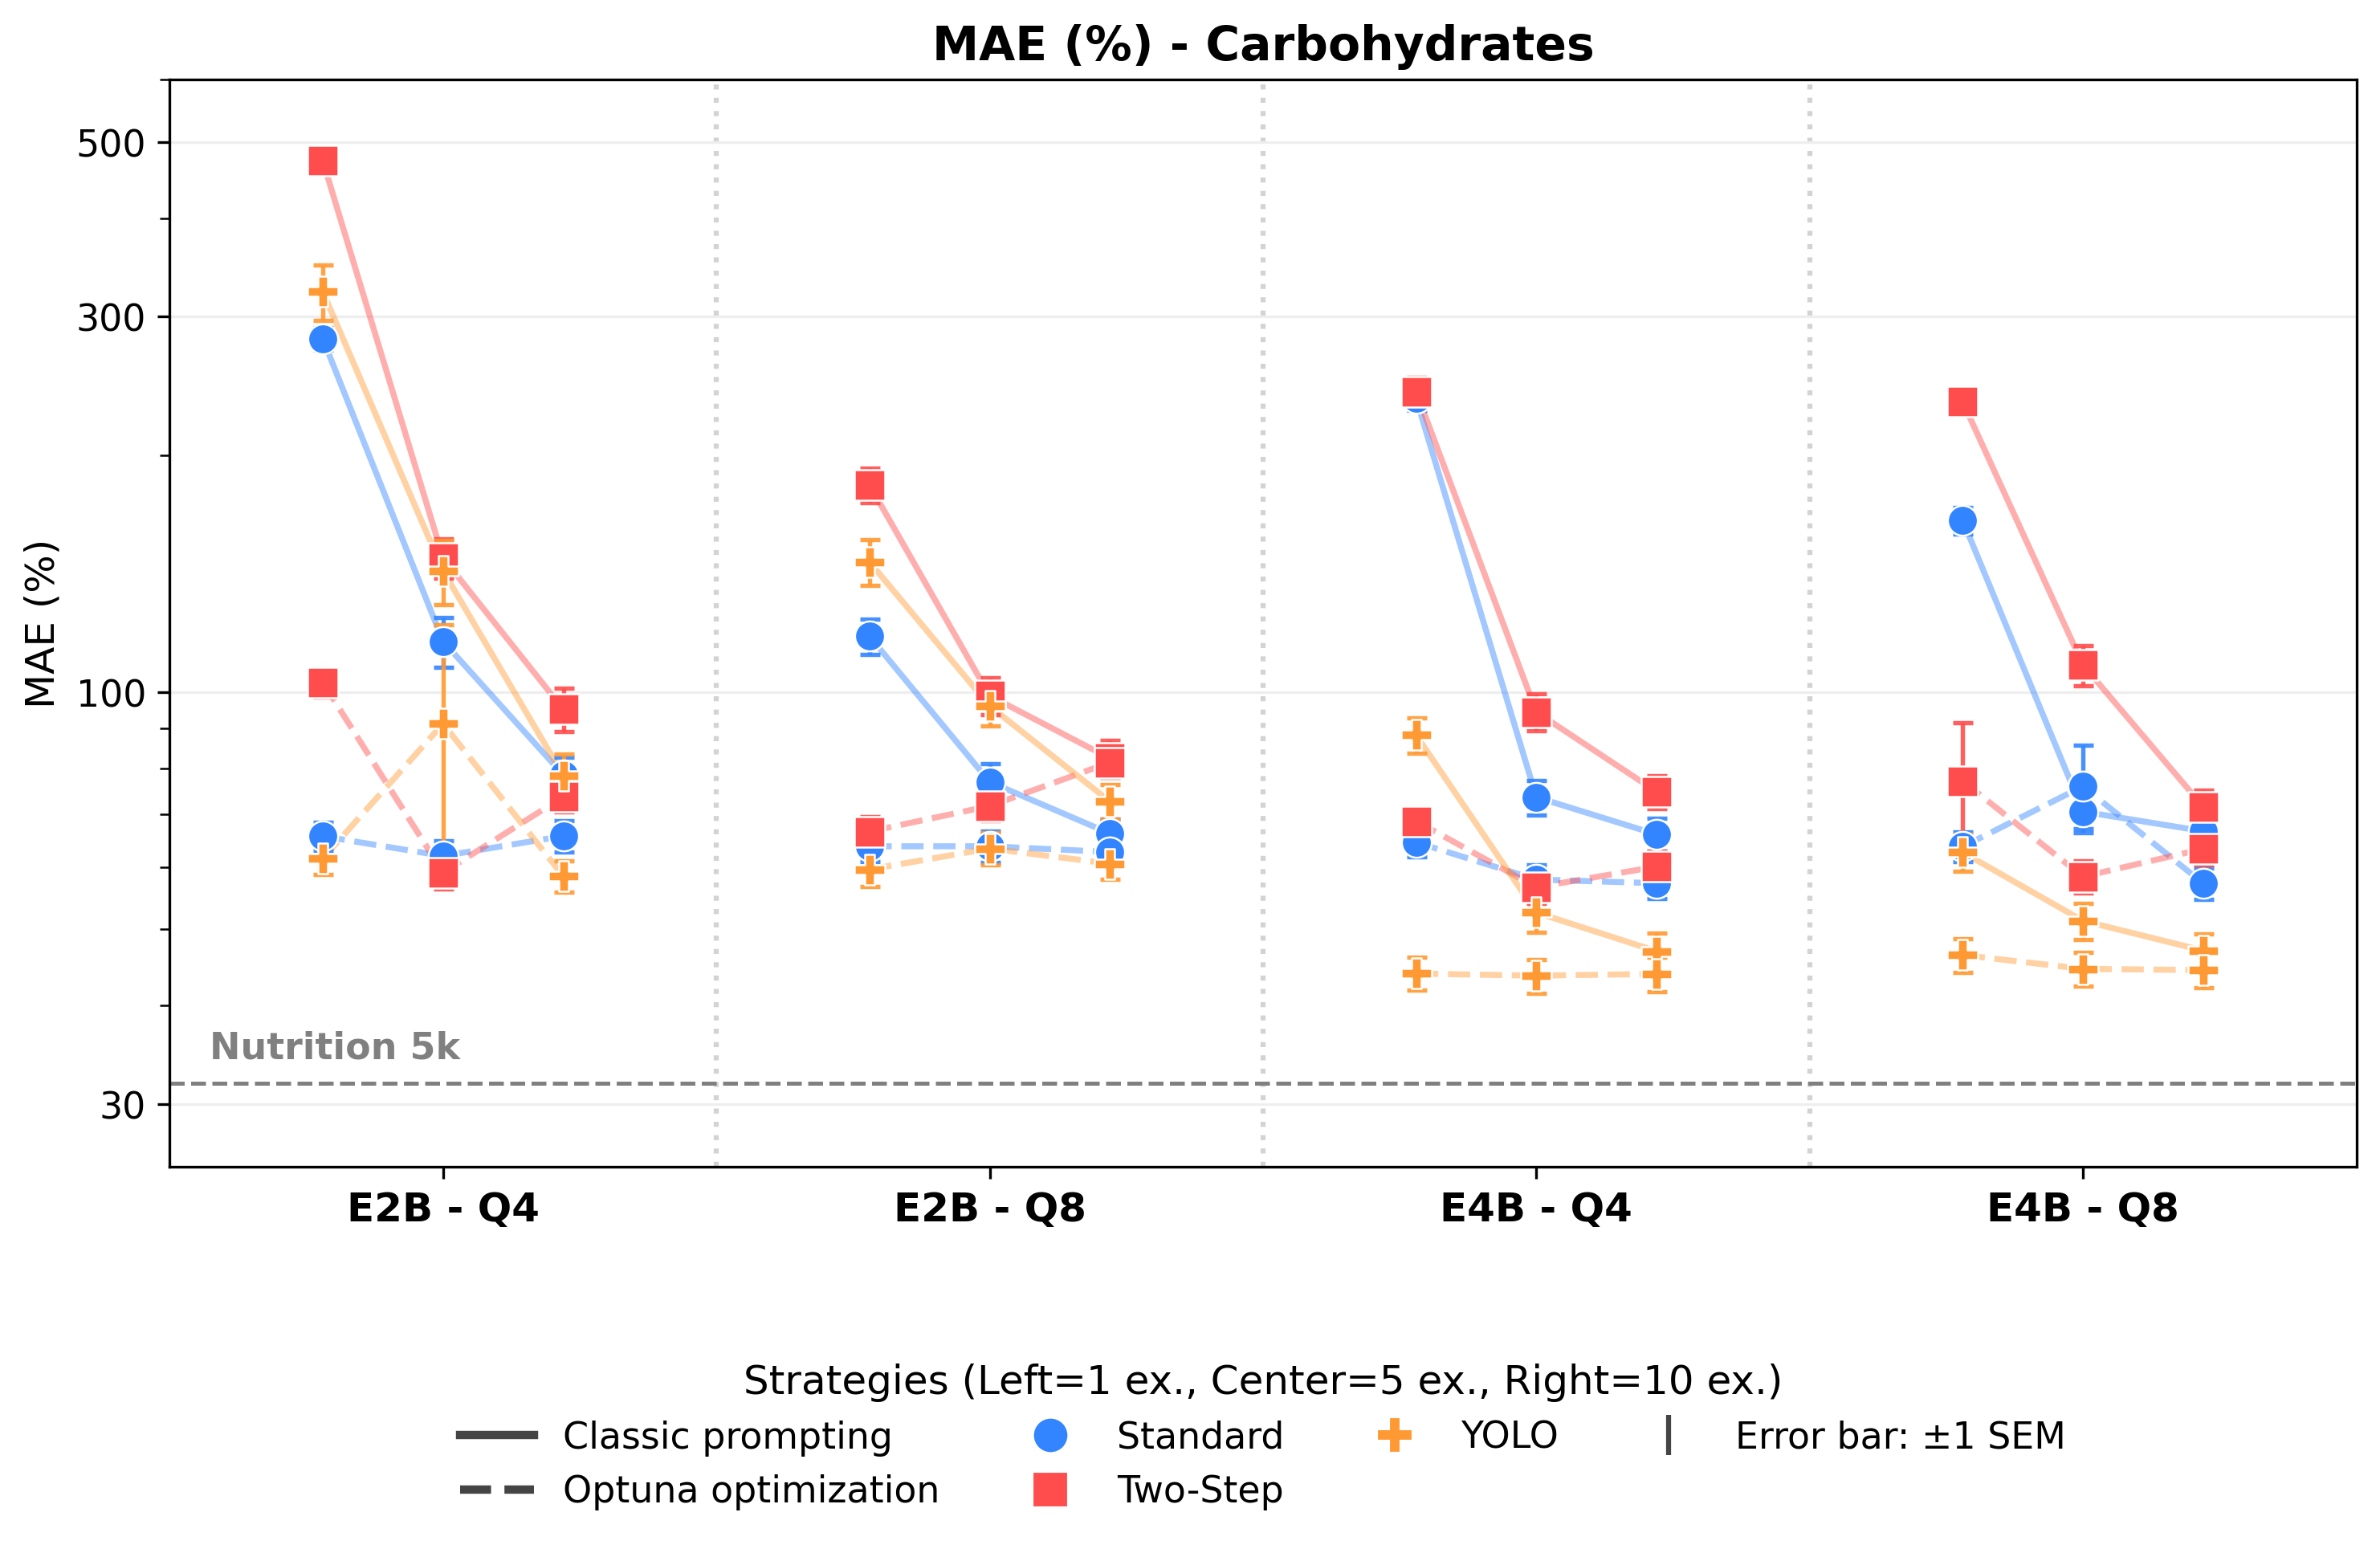 MAE (%) - Carbohydrates
MAE (%)
500
300
100
30
Nutrition 5k
E2B - Q4
E2B - Q8
E4B - Q4
E4B - Q8
Strategies (Left=1 ex., Center=5 ex., Right=10 ex.)
Classic prompting
Optuna optimization
Standard
Two-Step
YOLO
Error bar: ±1 SEM